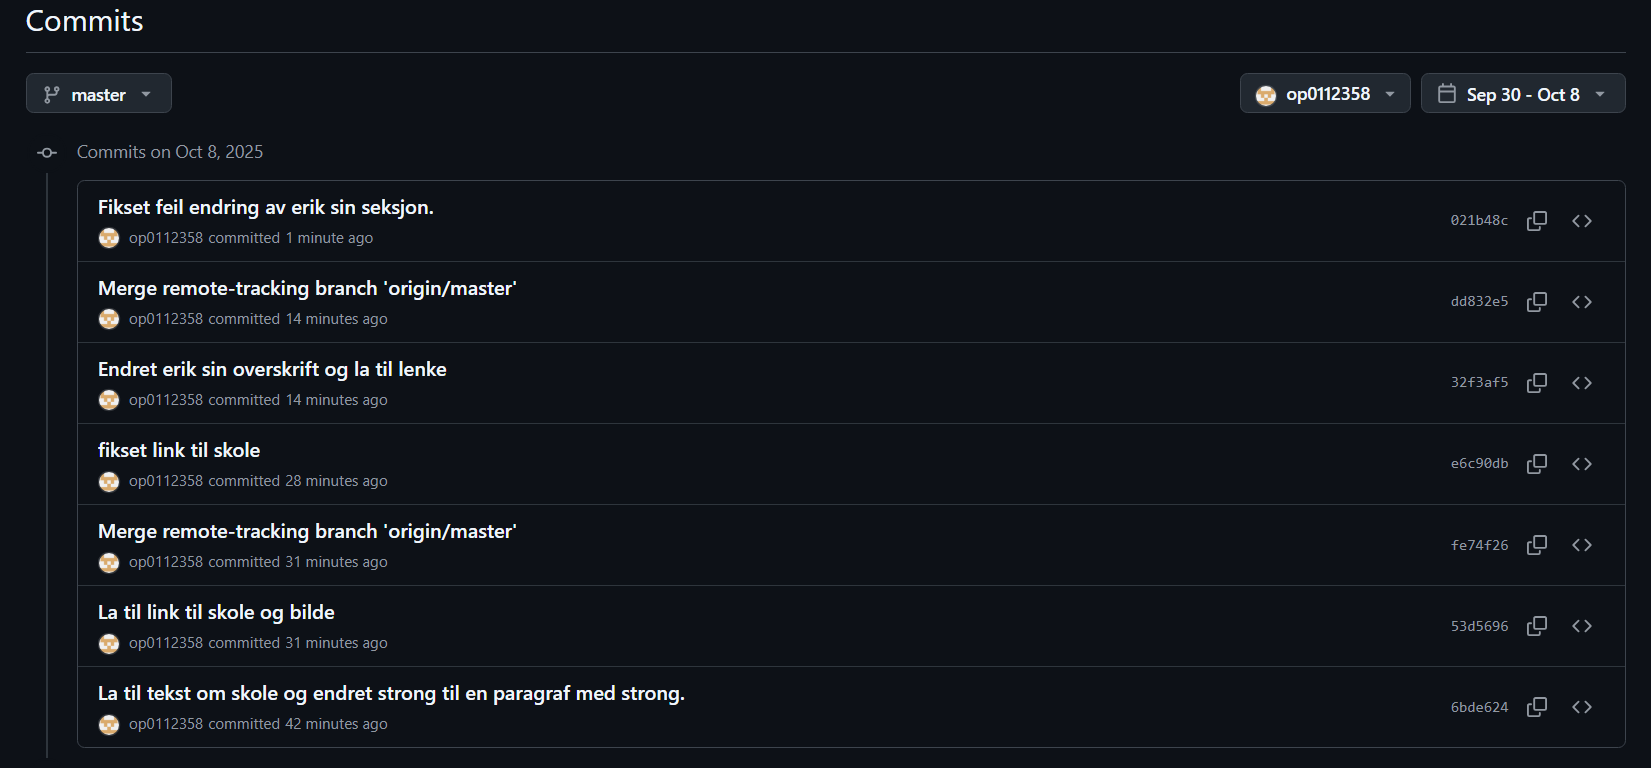 Commits
master
op0112358
Sep 30 - Oct 8
Commits on Oct 8, 2025
Fikset feil endring av erik sin seksjon.
op0112358 committed 1 minute ago
021b48c
Merge remote-tracking branch 'origin/master'
op0112358 committed 14 minutes ago
dd832e5
Endret erik sin overskrift og la til lenke
op0112358 committed 14 minutes ago
32f3af5
fikset link til skole
op0112358 committed 28 minutes ago
e6c90db
Merge remote-tracking branch 'origin/master'
op0112358 committed 31 minutes ago
fe74f26
La til link til skole og bilde
op0112358 committed 31 minutes ago
53d5696
La til tekst om skole og endret strong til en paragraf med strong.
op0112358 committed 42 minutes ago
6bde624